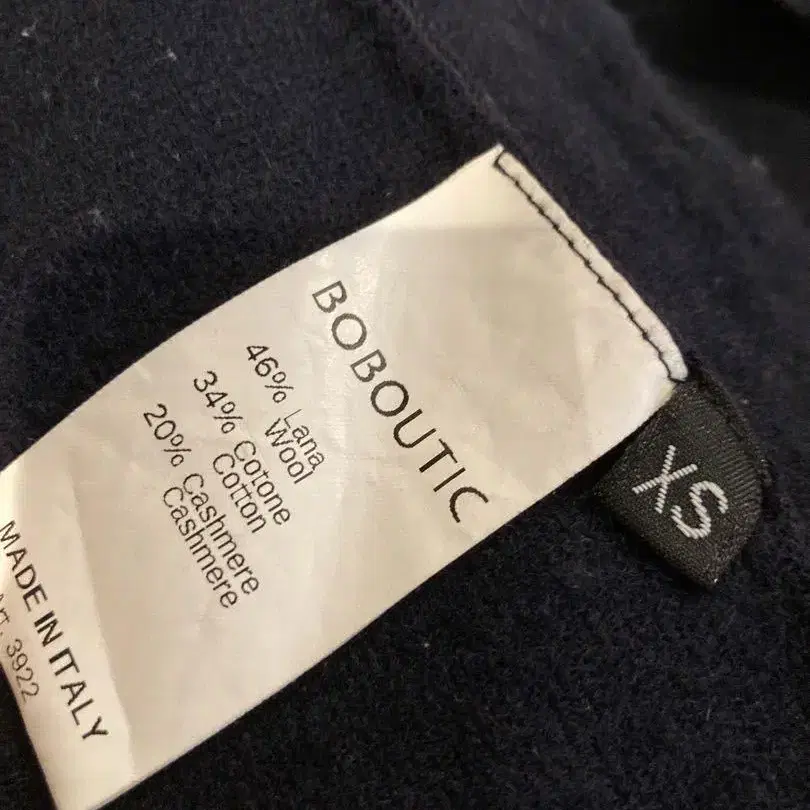 BOBOUTIC
46% Lana
Wool
34% Cotone
Cotton
20% Cashmere
Cashmere
MADE IN ITALY
3922
XS